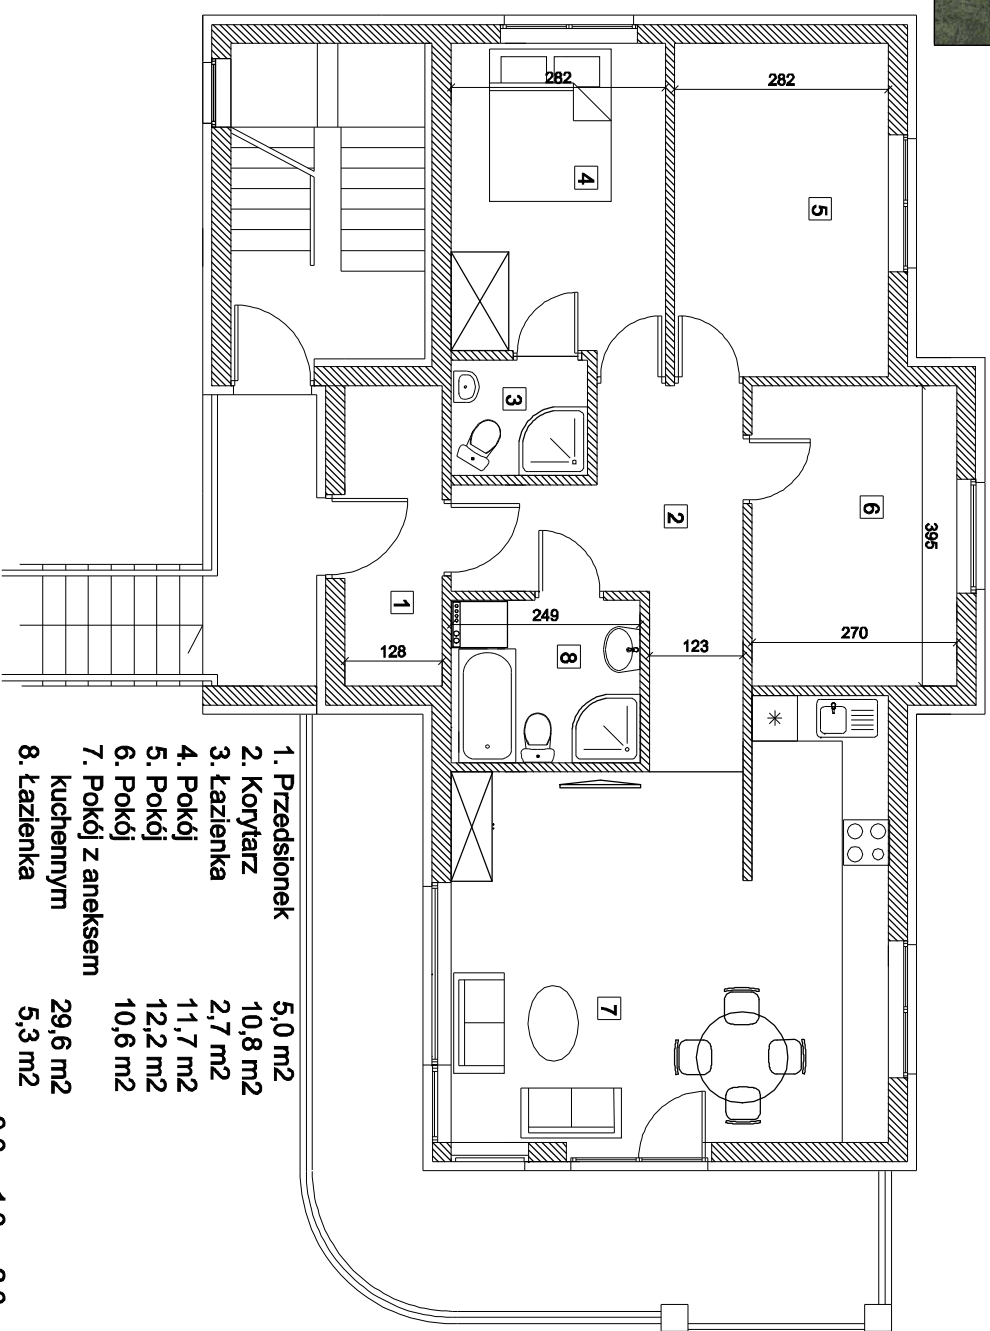 1. Przedsionek 5,0 m2
2. Korytarz 10,8 m2
3. Łazienka 2,7 m2
4. Pokój 11,7 m2
5. Pokój 12,2 m2
6. Pokój 10,6 m2
7. Pokój z aneksem
kuchennym 29,6 m2
8. Łazienka 5,3 m2
282
282
4
5
3
6
395
2
1
249
8
123
270
128
7